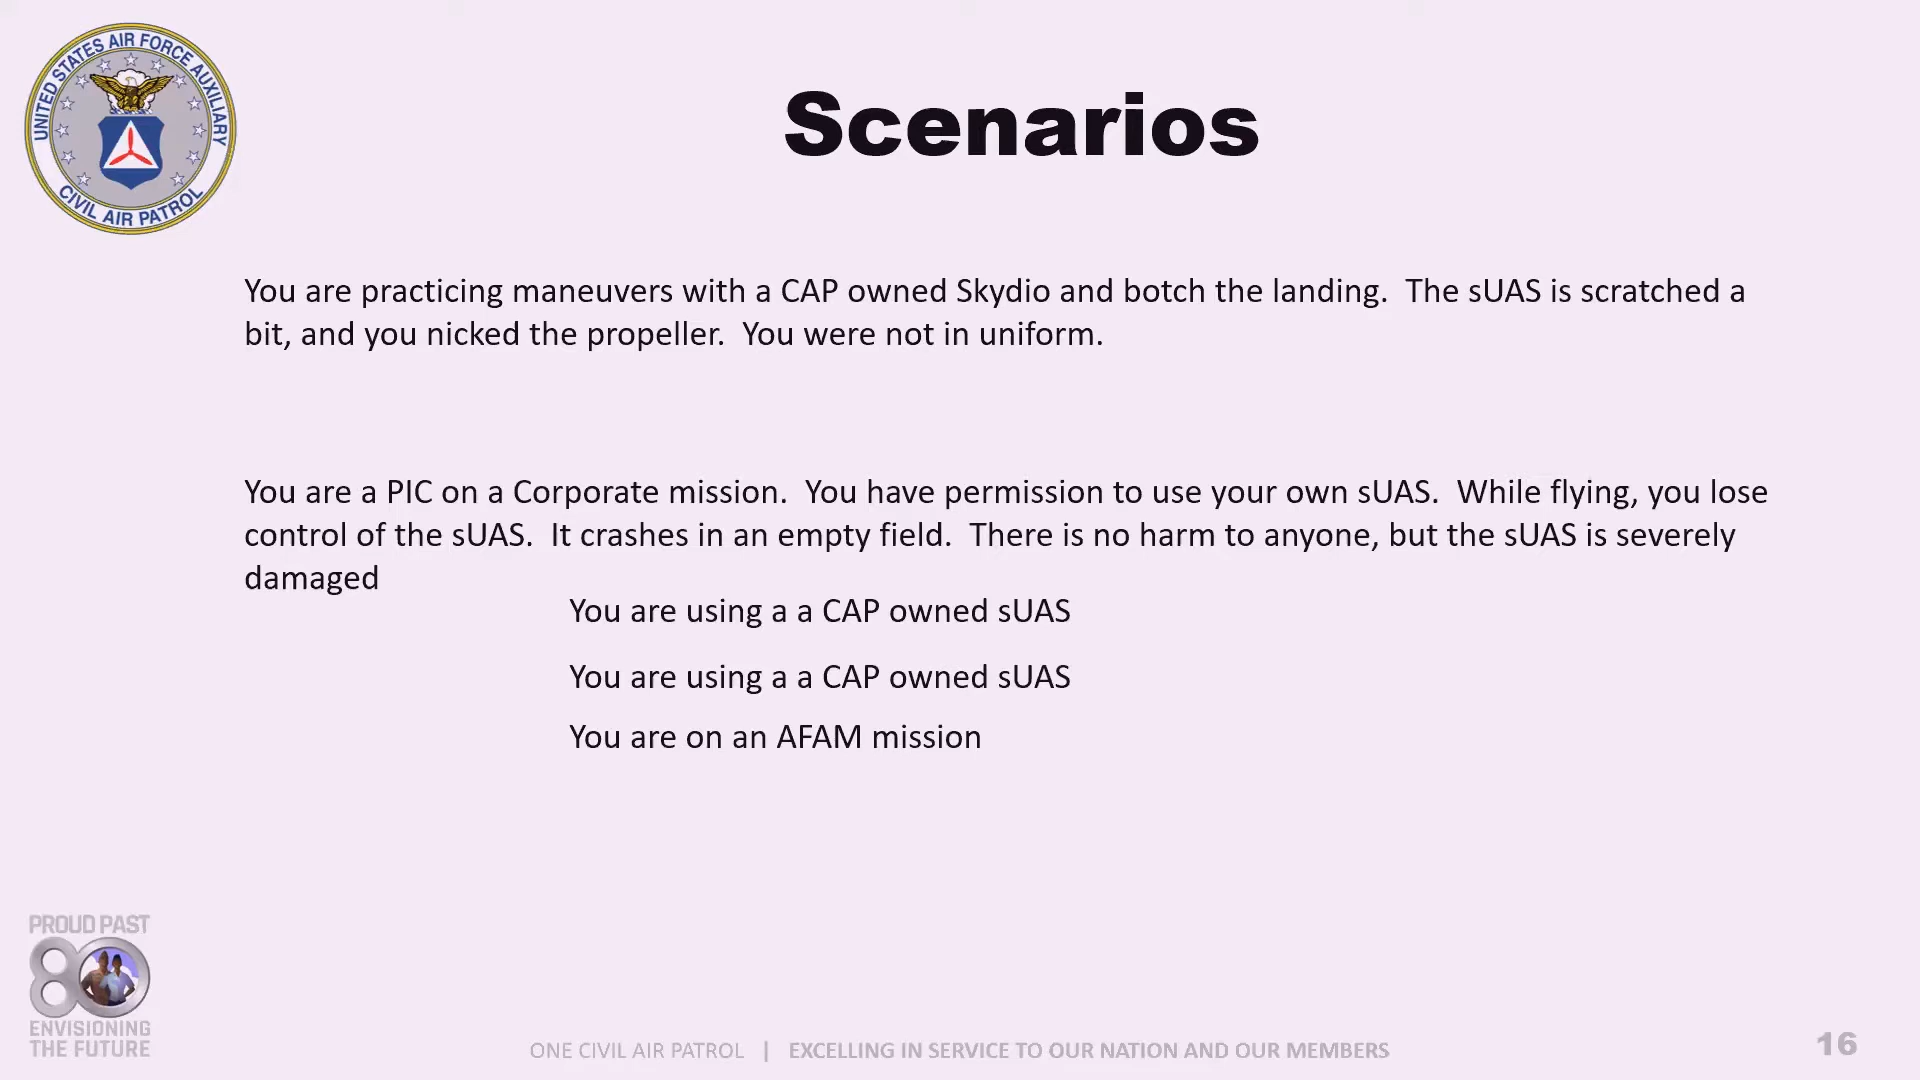 UNITED STATES AIR FORCE AUXILIARY
CIVIL AIR PATROL
Scenarios
You are practicing maneuvers with a CAP owned Skydio and botch the landing.  The sUAS is scratched a
bit, and you nicked the propeller.  You were not in uniform.
You are a PIC on a Corporate mission.  You have permission to use your own sUAS.  While flying, you lose
control of the sUAS.  It crashes in an empty field.  There is no harm to anyone, but the sUAS is severely
damaged
You are using a a CAP owned sUAS
You are using a a CAP owned sUAS
You are on an AFAM mission
PROUD PAST
80
ENVISIONING
THE FUTURE
ONE CIVIL AIR PATROL | EXCELLING IN SERVICE TO OUR NATION AND OUR MEMBERS
16